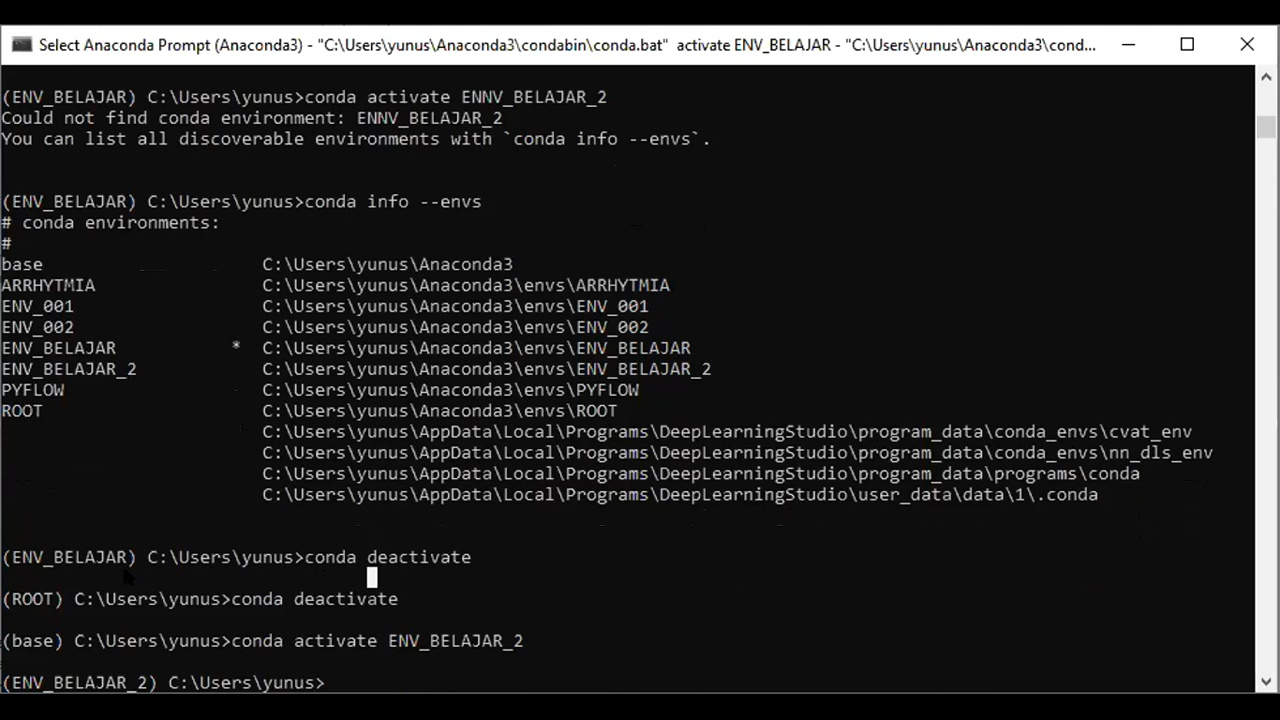 Select Anaconda Prompt (Anaconda3) - "C:\Users\yunus\Anaconda3\condabin\conda.bat"  activate ENV_BELAJAR - "C:\Users\yunus\Anaconda3\cond...
(ENV_BELAJAR) C:\Users\yunus>conda activate ENNV_BELAJAR_2
Could not find conda environment: ENNV_BELAJAR_2
You can list all discoverable environments with `conda info --envs`.
(ENV_BELAJAR) C:\Users\yunus>conda info --envs
# conda environments:
#
base                     C:\Users\yunus\Anaconda3
ARRHYTMIA                C:\Users\yunus\Anaconda3\envs\ARRHYTMIA
ENV_001                  C:\Users\yunus\Anaconda3\envs\ENV_001
ENV_002                  C:\Users\yunus\Anaconda3\envs\ENV_002
ENV_BELAJAR           *  C:\Users\yunus\Anaconda3\envs\ENV_BELAJAR
ENV_BELAJAR_2            C:\Users\yunus\Anaconda3\envs\ENV_BELAJAR_2
PYFLOW                   C:\Users\yunus\Anaconda3\envs\PYFLOW
ROOT                     C:\Users\yunus\Anaconda3\envs\ROOT
C:\Users\yunus\AppData\Local\Programs\DeepLearningStudio\program_data\conda_envs\cvat_env
C:\Users\yunus\AppData\Local\Programs\DeepLearningStudio\program_data\conda_envs\nn_dls_env
C:\Users\yunus\AppData\Local\Programs\DeepLearningStudio\program_data\programs\conda
C:\Users\yunus\AppData\Local\Programs\DeepLearningStudio\user_data\data\1\.conda
(ENV_BELAJAR) C:\Users\yunus>conda deactivate
(ROOT) C:\Users\yunus>conda deactivate
(base) C:\Users\yunus>conda activate ENV_BELAJAR_2
(ENV_BELAJAR_2) C:\Users\yunus>